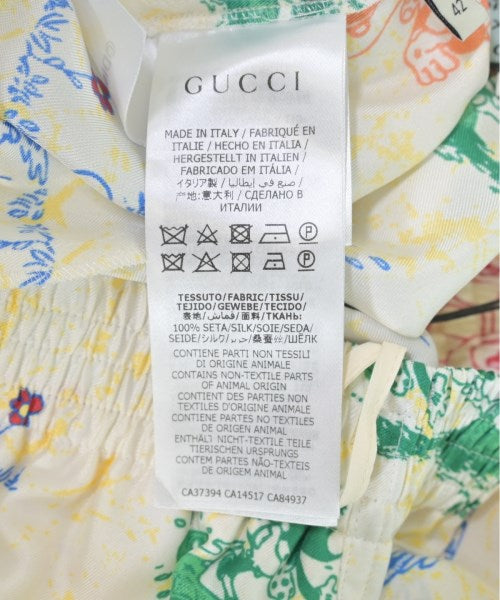 GUCCI
MADE IN ITALY / FABRIQUÉ EN
ITALIE / HECHO EN ITALIA/
HERGESTELLT IN ITALIEN /
FABRICADO EM ITÁLIA /
イタリア製 / صنع في إيطاليا /
产地:意大利 / СДЕЛАНО В
ИТАЛИИ
P P
P
TESSUTO/FABRIC/TISSU/
TEJIDO/GEWEBE/TECIDO/
表地/قماش/面料/ТКАНЬ:
100% SETA/SILK/SOIE/SEDA/
SEIDE/シルク/حرير/桑蚕丝/ШЁЛК
CONTIENE PARTI NON TESSILI
DI ORIGINE ANIMALE
CONTAINS NON-TEXTILE PARTS
OF ANIMAL ORIGIN
CONTIENT DES PARTIES NON
TEXTILES D'ORIGINE ANIMALE
CONTIENE PARTES NO TEXTILES
DE ORIGEN ANIMAL
ENTHÄLT NICHT-TEXTILE TEILE
TIERISCHEN URSPRUNGS
CONTEM PARTES NÃO-TEXTEIS
DE ORIGEM ANIMAL
CA37394 CA14517 CA84937
42